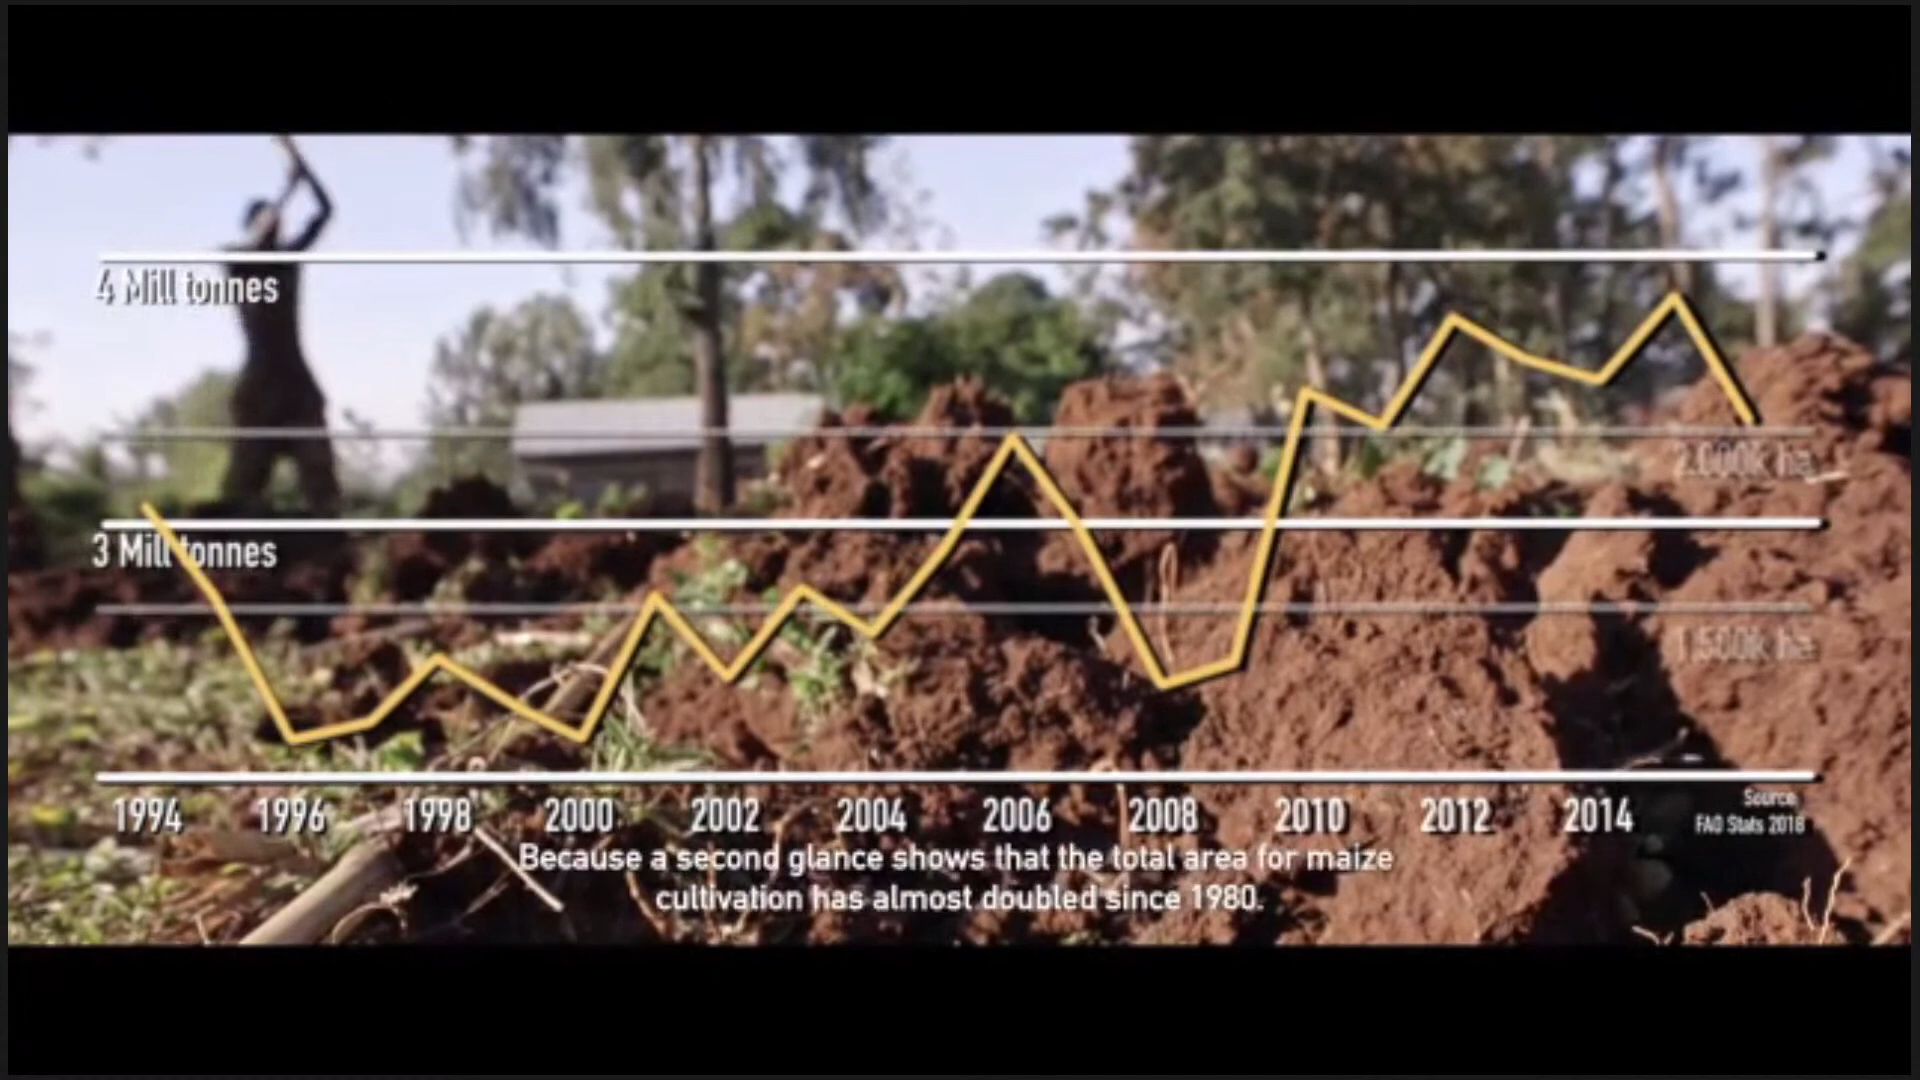 4 Mill tonnes
2.000k ha
3 Mill tonnes
1.500k ha
1994 1996 1998 2000 2002 2004 2006 2008 2010 2012 2014
Source
FAO Stats 2018
Because a second glance shows that the total area for maize
cultivation has almost doubled since 1980.